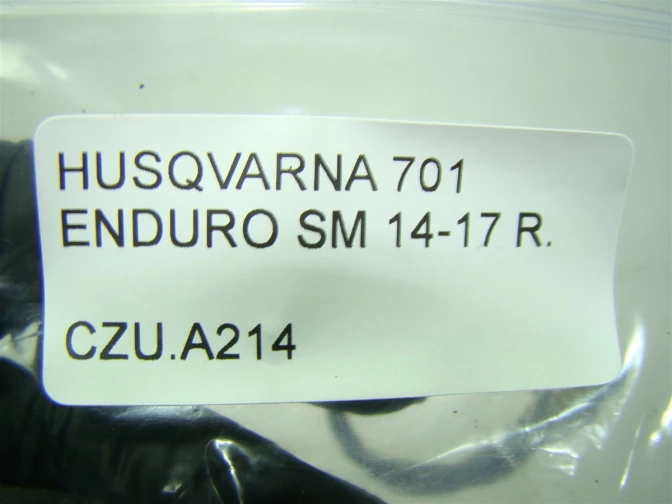 HUSQVARNA 701
ENDURO SM 14-17 R.
CZU.A214